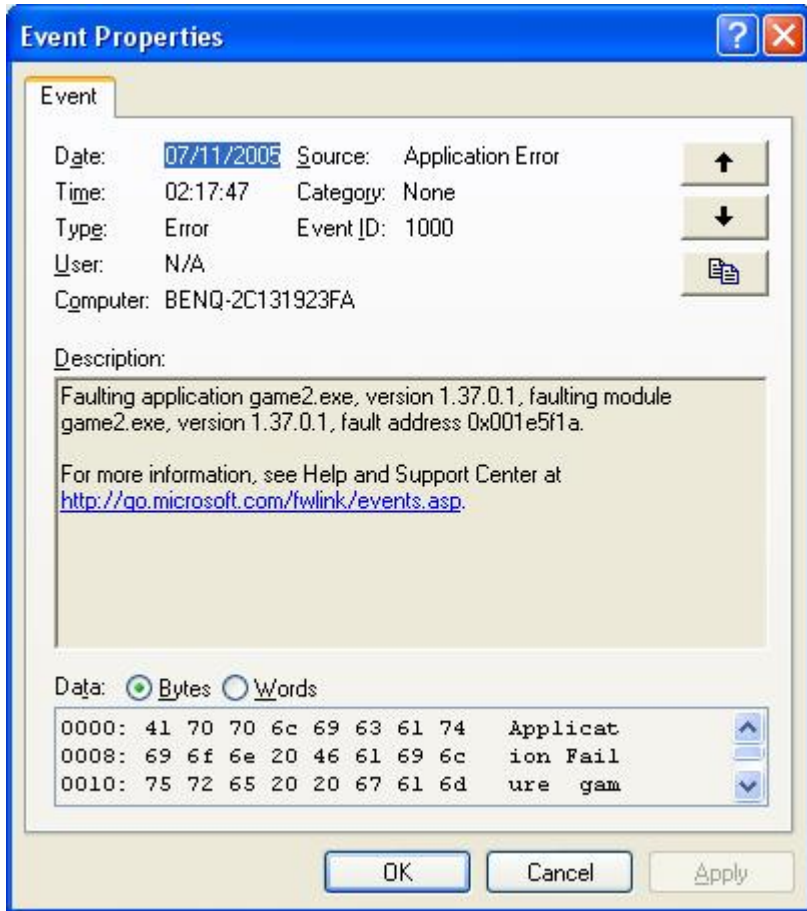 Event Properties
Event
Date: 07/11/2005 Source: Application Error
Time: 02:17:47 Category: None
Type: Error Event ID: 1000
User: N/A
Computer: BENQ-2C131923FA
Description:
Faulting application game2.exe, version 1.37.0.1, faulting module
game2.exe, version 1.37.0.1, fault address 0x001e5f1a.
For more information, see Help and Support Center at
http://go.microsoft.com/fwlink/events.asp.
Data: Bytes Words
0000: 41 70 70 6c 69 63 61 74 Applicat
0008: 69 6f 6e 20 46 61 69 6c ion Fail
0010: 75 72 65 20 20 67 61 6d ure  gam
OK Cancel Apply